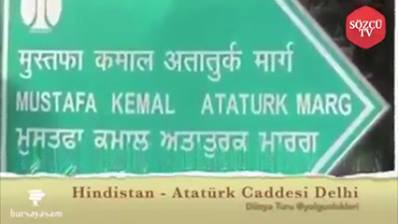 SÖZCÜ
TV
मुस्तफा कमाल अतातुर्क मार्ग
MUSTAFA KEMAL ATATURK MARG
ਮੁਸਤਫਾ ਕਮਾਲ ਅਤਾਤੁਰਕ ਮਾਰਗ
Hindistan - Atatürk Caddesi Delhi
Dünya Turu @yolgunlukleri
bursayasam